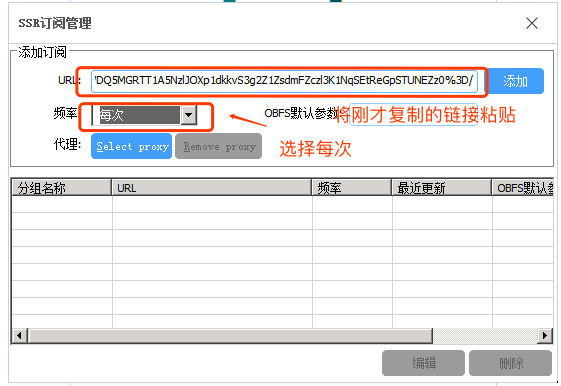 SSR订阅管理
添加订阅
URL: 'DQ5MGRTT1A5NzlJOXp1dkkvS3g2Z1ZsdmFZczl3K1NqSEtReGpSTUNEZz0%3D/ 添加
频率 每次 OBFS默认参数: 将刚才复制的链接粘贴
代理: Select proxy Remove proxy 选择每次
分组名称 URL 频率 最近更新 OBFS默认参
编辑 删除